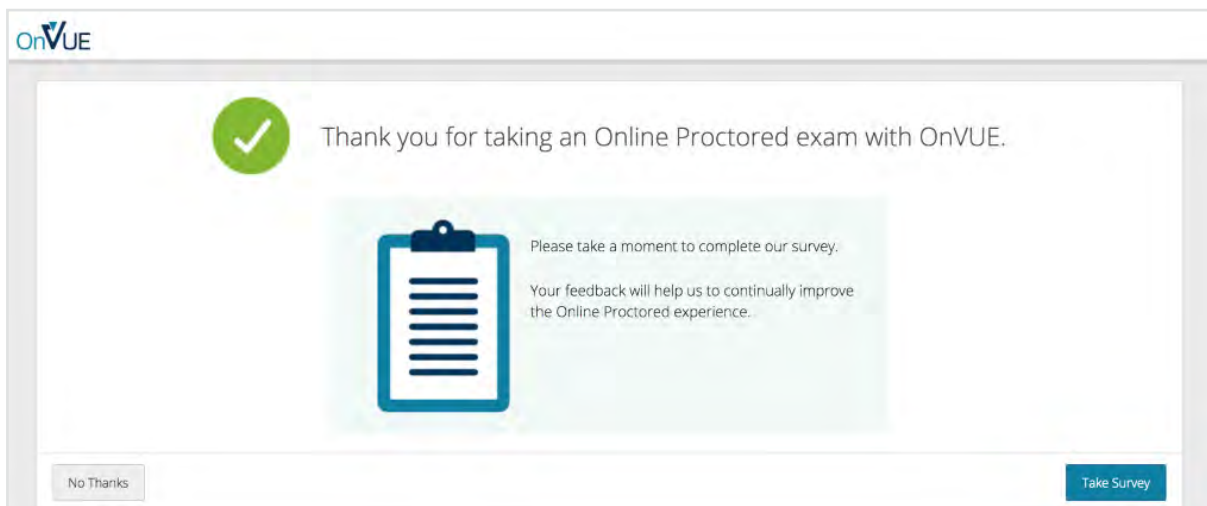 OnVUE
Thank you for taking an Online Proctored exam with OnVUE.
Please take a moment to complete our survey.
Your feedback will help us to continually improve
the Online Proctored experience.
No Thanks
Take Survey